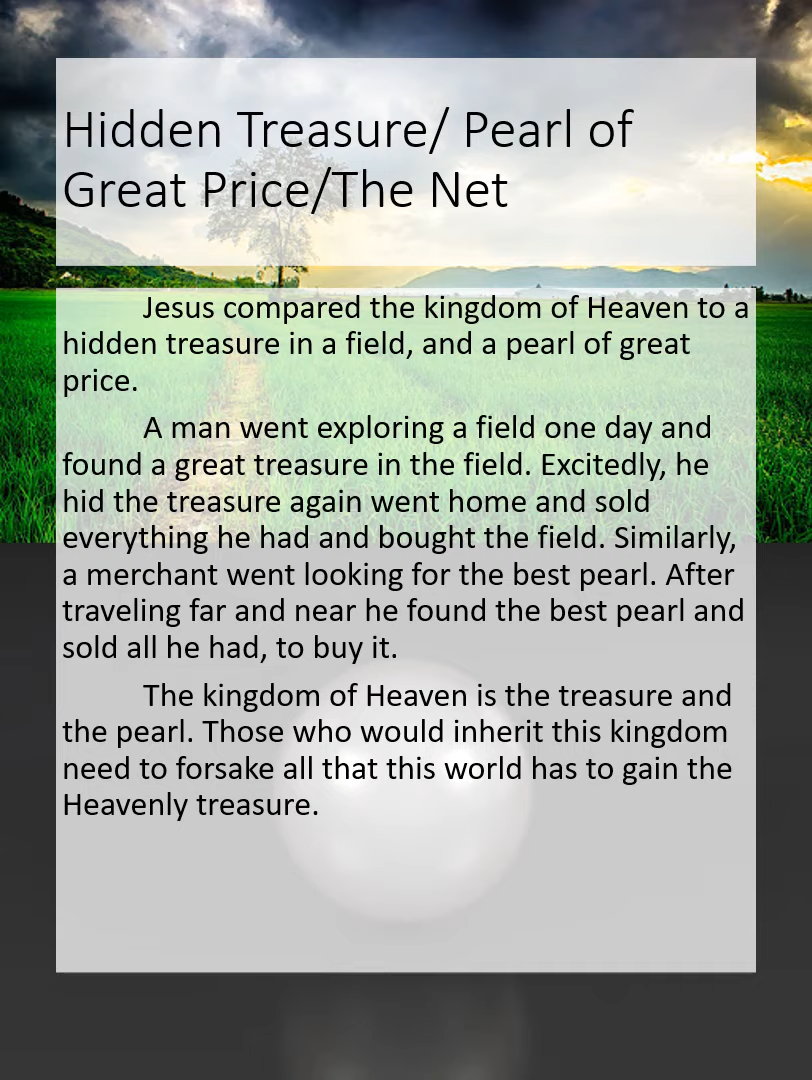 Hidden Treasure/ Pearl of
Great Price/The Net
Jesus compared the kingdom of Heaven to a
hidden treasure in a field, and a pearl of great
price.
A man went exploring a field one day and
found a great treasure in the field. Excitedly, he
hid the treasure again went home and sold
everything he had and bought the field. Similarly,
a merchant went looking for the best pearl. After
traveling far and near he found the best pearl and
sold all he had, to buy it.
The kingdom of Heaven is the treasure and
the pearl. Those who would inherit this kingdom
need to forsake all that this world has to gain the
Heavenly treasure.